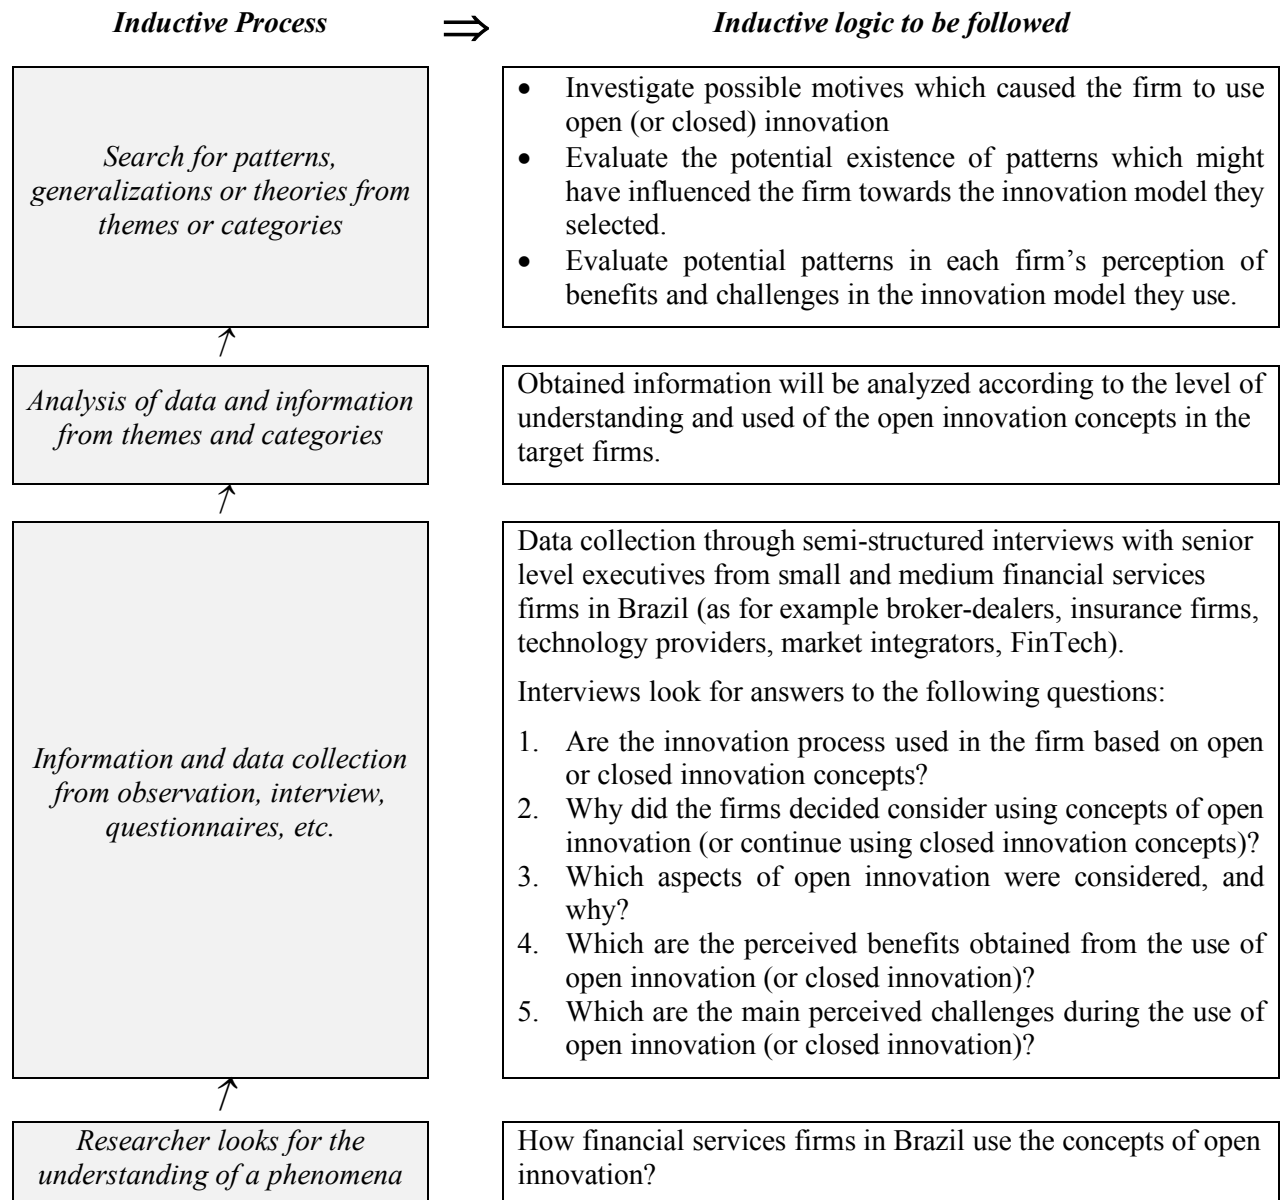 Inductive Process ⇒ Inductive logic to be followed
Search for patterns,
generalizations or theories from
themes or categories
• Investigate possible motives which caused the firm to use
open (or closed) innovation
• Evaluate the potential existence of patterns which might
have influenced the firm towards the innovation model they
selected.
• Evaluate potential patterns in each firm’s perception of
benefits and challenges in the innovation model they use.
↑
Analysis of data and information
from themes and categories
Obtained information will be analyzed according to the level of
understanding and used of the open innovation concepts in the
target firms.
↑
Information and data collection
from observation, interview,
questionnaires, etc.
Data collection through semi-structured interviews with senior
level executives from small and medium financial services
firms in Brazil (as for example broker-dealers, insurance firms,
technology providers, market integrators, FinTech).
Interviews look for answers to the following questions:
1. Are the innovation process used in the firm based on open
or closed innovation concepts?
2. Why did the firms decided consider using concepts of open
innovation (or continue using closed innovation concepts)?
3. Which aspects of open innovation were considered, and
why?
4. Which are the perceived benefits obtained from the use of
open innovation (or closed innovation)?
5. Which are the main perceived challenges during the use of
open innovation (or closed innovation)?
↑
Researcher looks for the
understanding of a phenomena
How financial services firms in Brazil use the concepts of open
innovation?